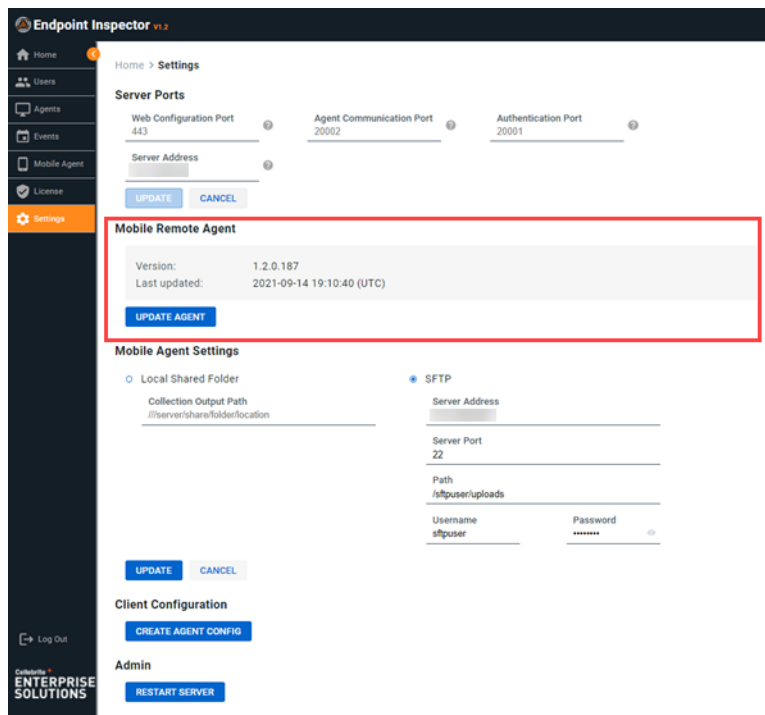 Endpoint Inspector V1.2
Home
Users
Agents
Events
Mobile Agent
License
Settings
Log Out
Cellebrite
ENTERPRISE
SOLUTIONS
Home > Settings
Server Ports
Web Configuration Port
443
Agent Communication Port
20002
Authentication Port
20001
Server Address
UPDATE CANCEL
Mobile Remote Agent
Version: 1.2.0.187
Last updated: 2021-09-14 19:10:40 (UTC)
UPDATE AGENT
Mobile Agent Settings
Local Shared Folder
Collection Output Path
///server/share/folder/location
SFTP
Server Address
Server Port
22
Path
/sftpuser/uploads
Username
sftpuser
Password
••••••••
UPDATE CANCEL
Client Configuration
CREATE AGENT CONFIG
Admin
RESTART SERVER